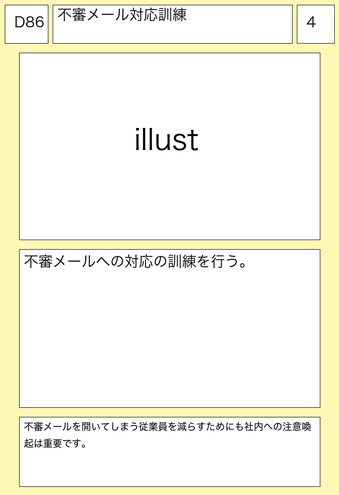 D86
不審メール対応訓練
4
illust
不審メールへの対応の訓練を行う。
不審メールを開いてしまう従業員を減らすためにも社内への注意喚
起は重要です。